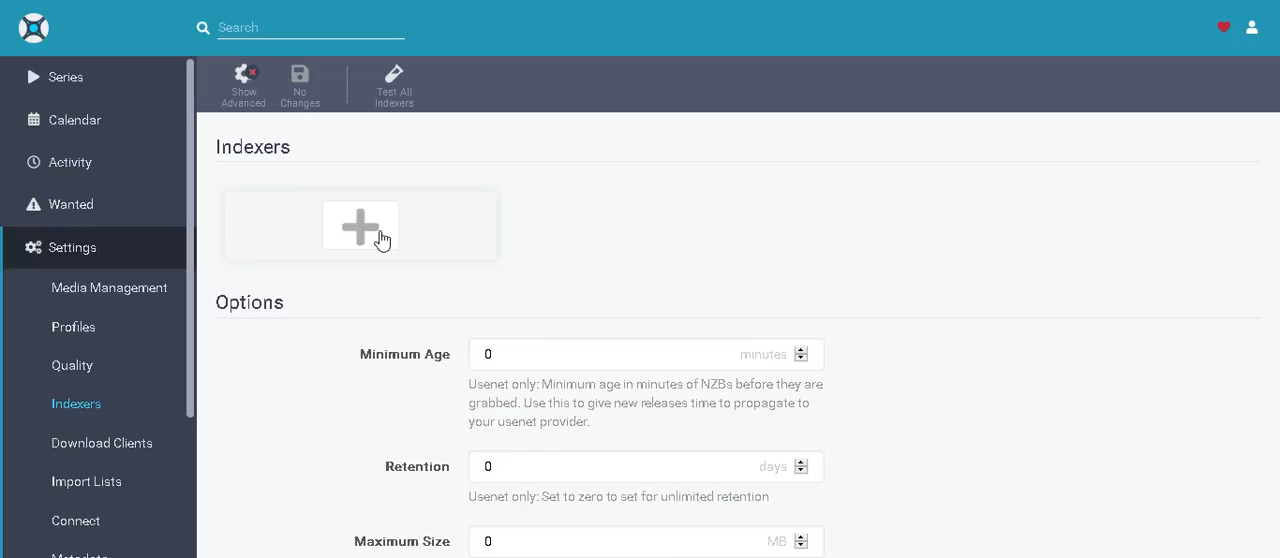 Search
Series
Calendar
Activity
Wanted
Settings
Media Management
Profiles
Quality
Indexers
Download Clients
Import Lists
Connect
Metadata
Show
Advanced
No
Changes
Test All
Indexers
Indexers
Options
Minimum Age
0
minutes
Usenet only: Minimum age in minutes of NZBs before they are
grabbed. Use this to give new releases time to propagate to
your usenet provider.
Retention
0
days
Usenet only: Set to zero to set for unlimited retention
Maximum Size
0
MB